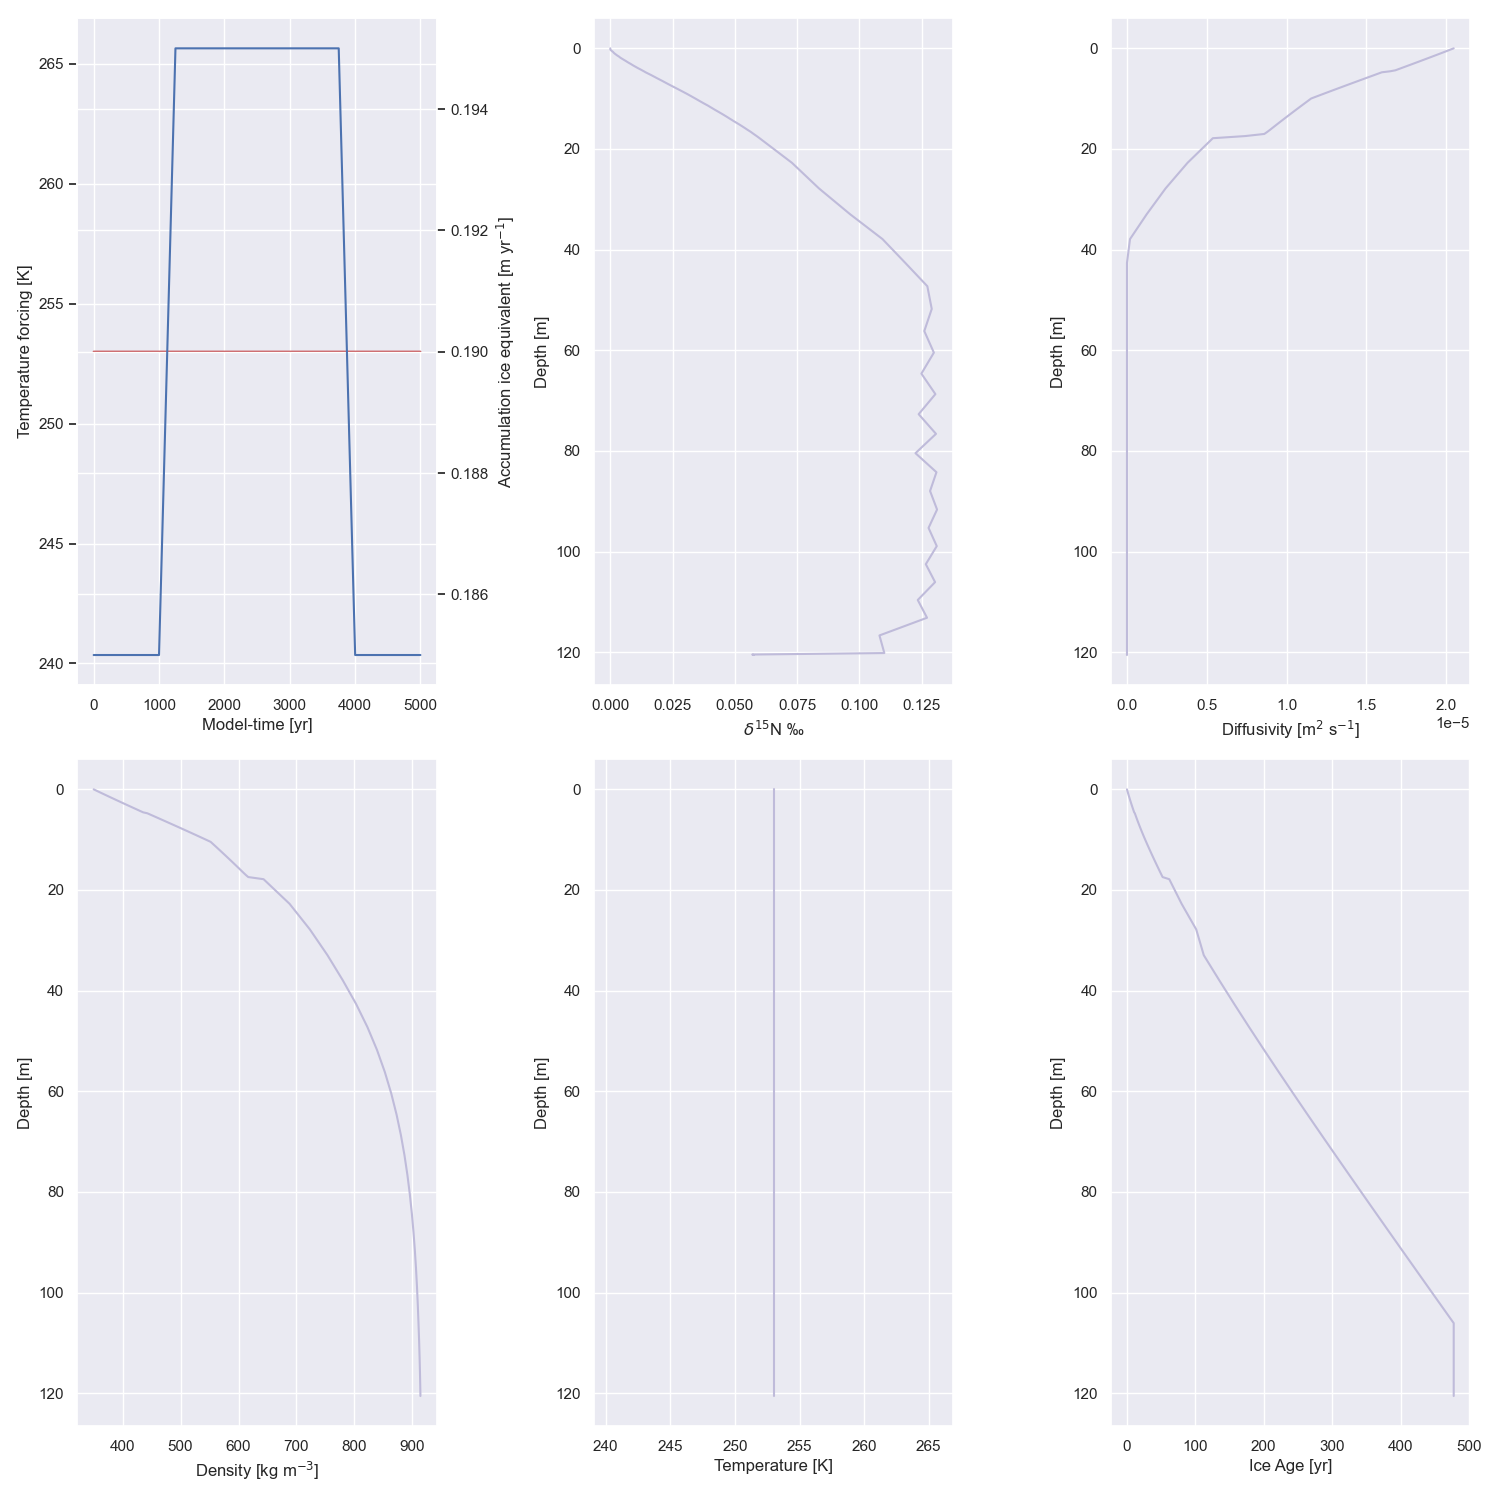 265
260
255
250
245
240
Temperature forcing [K]
0 1000 2000 3000 4000 5000
Model-time [yr]
0.194
0.192
0.190
0.188
0.186
Accumulation ice equivalent [m yr⁻¹]
0
20
40
60
80
100
120
Depth [m]
0.000 0.025 0.050 0.075 0.100 0.125
δ¹⁵N ‰
0
20
40
60
80
100
120
Depth [m]
0.0 0.5 1.0 1.5 2.0
1e−5
Diffusivity [m² s⁻¹]
0
20
40
60
80
100
120
Depth [m]
400 500 600 700 800 900
Density [kg m⁻³]
0
20
40
60
80
100
120
Depth [m]
240 245 250 255 260 265
Temperature [K]
0
20
40
60
80
100
120
Depth [m]
0 100 200 300 400 500
Ice Age [yr]